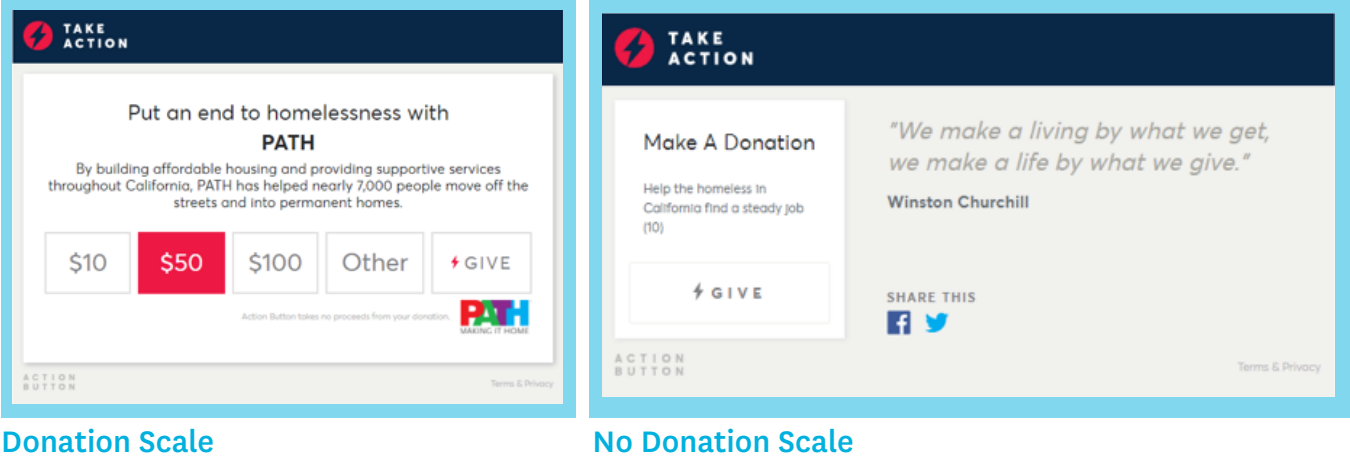 TAKE
ACTION
Put an end to homelessness with
PATH
By building affordable housing and providing supportive services
throughout California, PATH has helped nearly 7,000 people move off the
streets and into permanent homes.
$10
$50
$100
Other
GIVE
Action Button takes no proceeds from your donation.
PATH
MAKING IT HOME
ACTION
BUTTON
Terms & Privacy
Donation Scale
TAKE
ACTION
Make A Donation
Help the homeless in
California find a steady job
(10)
GIVE
"We make a living by what we get,
we make a life by what we give."
Winston Churchill
SHARE THIS
ACTION
BUTTON
Terms & Privacy
No Donation Scale